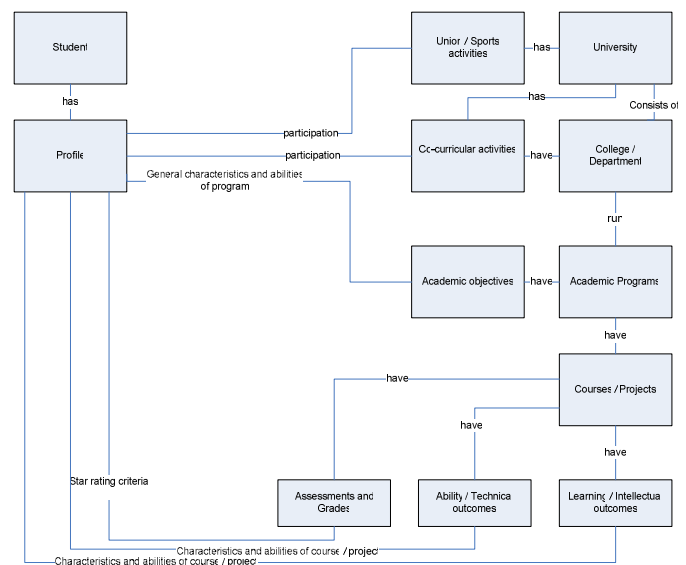 Student
Union / Sports
activities
has
University
has
has
Consists of
participation
Profile
participation
Co-curricular activities
have
College /
Department
General characteristics and abilities
of program
run
Academic objectives
have
Academic Programs
have
have
Courses / Projects
have
have
Star rating criteria
Assessments and
Grades
Ability / Technical
outcomes
Learning / Intellectual
outcomes
Characteristics and abilities of course / project
Characteristics and abilities of course / project